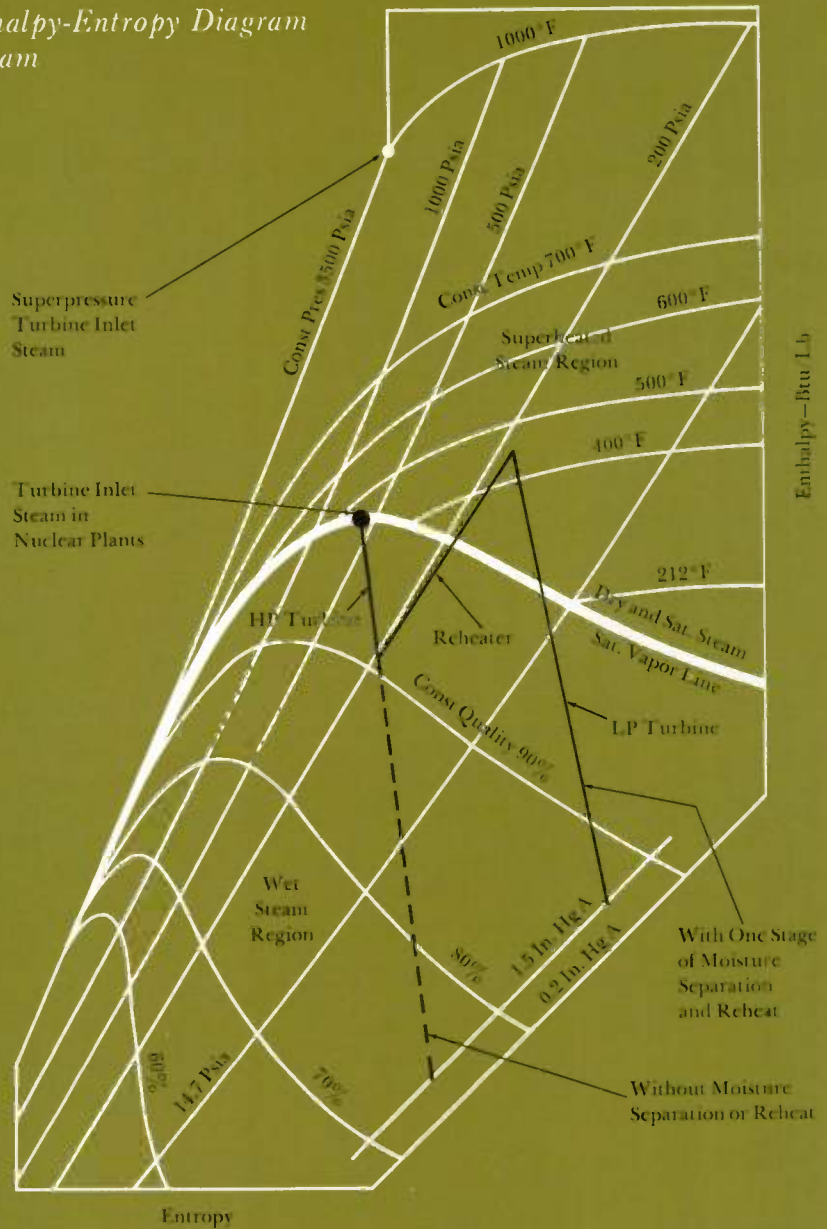 halpy-Entropy Diagram
am
1000°F
1000 Psia
500 Psia
200 Psia
Const Pres 3500 Psia
Superpressure
Turbine Inlet
Steam
Const. Temp 700°F
600°F
Superheated
Steam Region
500°F
400°F
Enthalpy–Btu/Lb
Turbine Inlet
Steam in
Nuclear Plants
212°F
HP Turbine
Reheater
Dry and Sat. Steam
Sat. Vapor Line
Const Quality 90%
LP Turbine
Wet
Steam
Region
80%
1.5 In. Hg A
0.2 In. Hg A
With One Stage
of Moisture
Separation
and Reheat
60%
14.7 Psia
70%
Without Moisture
Separation or Reheat
Entropy